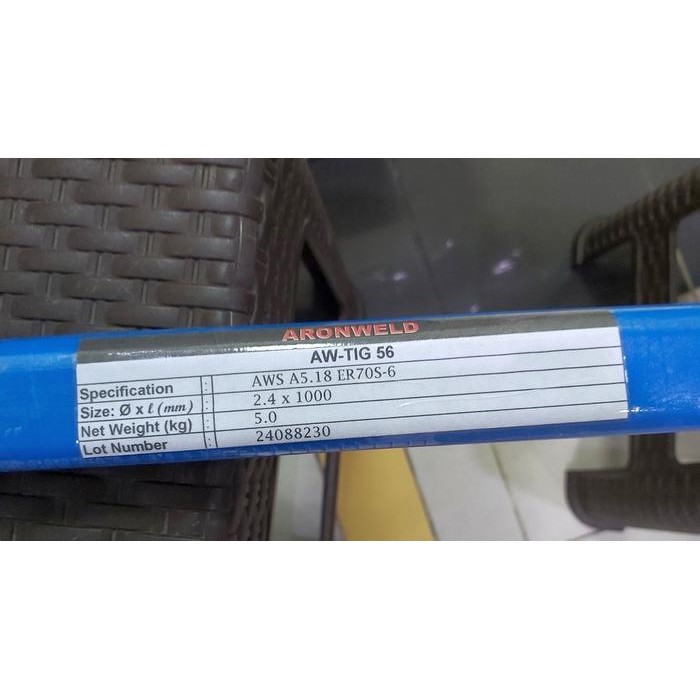 ARONWELD
AW-TIG 56
Specification : AWS A5.18 ER70S-6
Size: Ø x ℓ (mm) : 2.4 x 1000
Net Weight (kg) : 5.0
Lot Number : 24088230